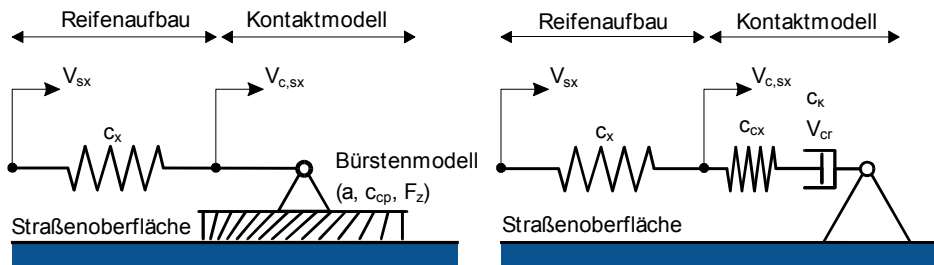 Reifenaufbau Kontaktmodell
V_sx V_c,sx
c_x
Bürstenmodell
(a, c_cp, F_z)
Straßenoberfläche
Reifenaufbau Kontaktmodell
V_sx V_c,sx
c_κ
c_x c_cx V_cr
Straßenoberfläche